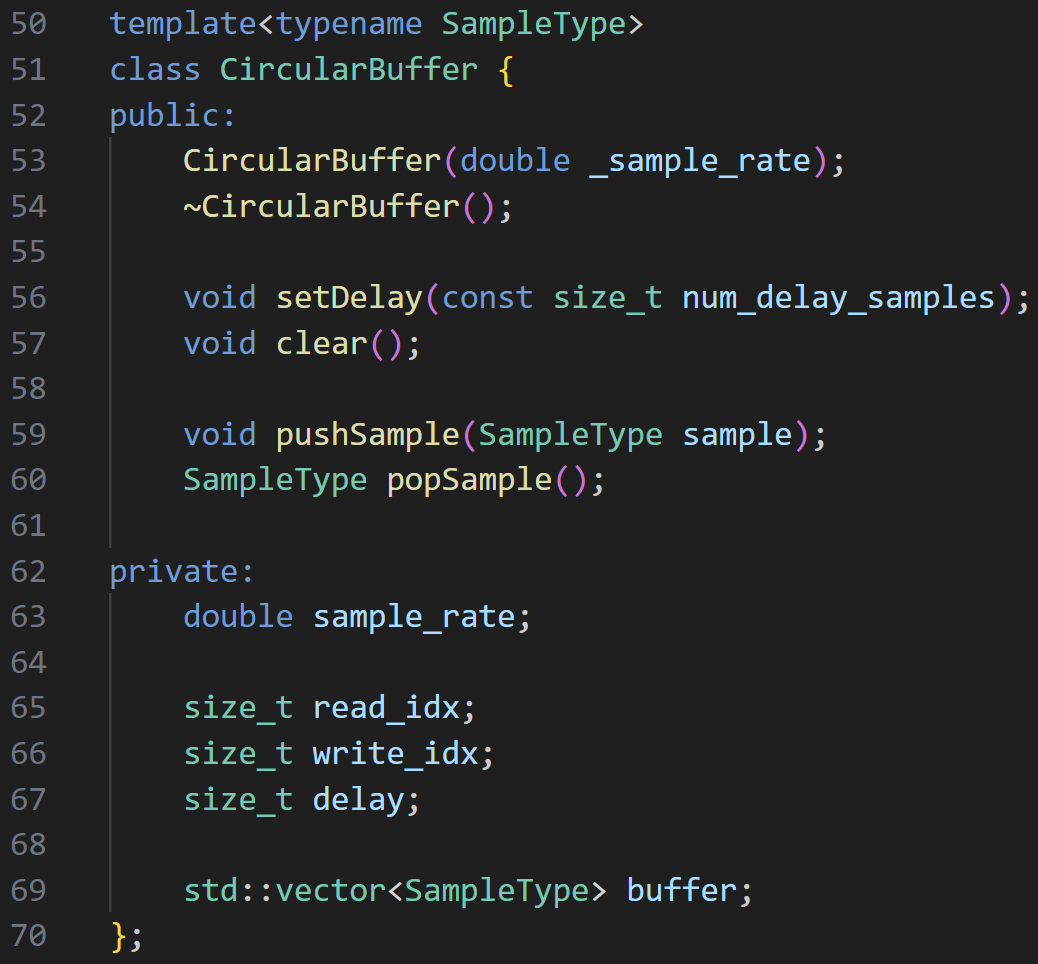 50 template<typename SampleType>
51 class CircularBuffer {
52 public:
53     CircularBuffer(double _sample_rate);
54     ~CircularBuffer();
55
56     void setDelay(const size_t num_delay_samples);
57     void clear();
58
59     void pushSample(SampleType sample);
60     SampleType popSample();
61
62 private:
63     double sample_rate;
64
65     size_t read_idx;
66     size_t write_idx;
67     size_t delay;
68
69     std::vector<SampleType> buffer;
70 };